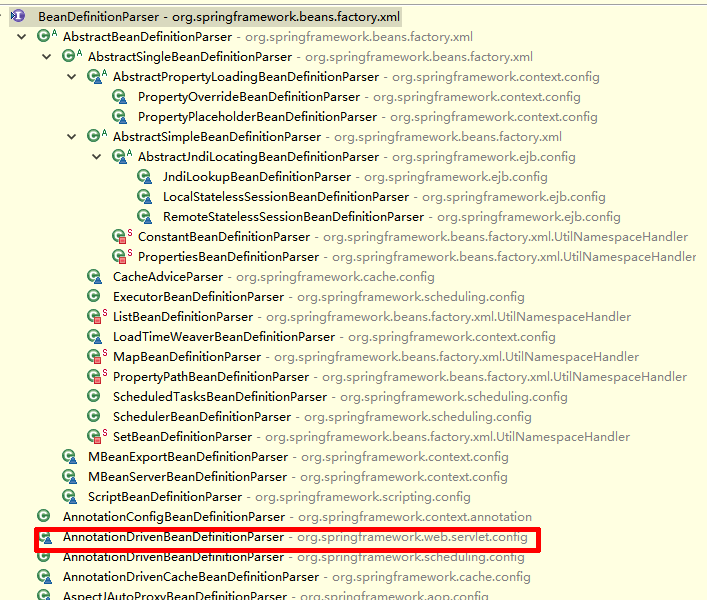 BeanDefinitionParser - org.springframework.beans.factory.xml
AbstractBeanDefinitionParser - org.springframework.beans.factory.xml
AbstractSingleBeanDefinitionParser - org.springframework.beans.factory.xml
AbstractPropertyLoadingBeanDefinitionParser - org.springframework.context.config
PropertyOverrideBeanDefinitionParser - org.springframework.context.config
PropertyPlaceholderBeanDefinitionParser - org.springframework.context.config
AbstractSimpleBeanDefinitionParser - org.springframework.beans.factory.xml
AbstractJndiLocatingBeanDefinitionParser - org.springframework.ejb.config
JndiLookupBeanDefinitionParser - org.springframework.ejb.config
LocalStatelessSessionBeanDefinitionParser - org.springframework.ejb.config
RemoteStatelessSessionBeanDefinitionParser - org.springframework.ejb.config
ConstantBeanDefinitionParser - org.springframework.beans.factory.xml.UtilNamespaceHandler
PropertiesBeanDefinitionParser - org.springframework.beans.factory.xml.UtilNamespaceHandler
CacheAdviceParser - org.springframework.cache.config
ExecutorBeanDefinitionParser - org.springframework.scheduling.config
ListBeanDefinitionParser - org.springframework.beans.factory.xml.UtilNamespaceHandler
LoadTimeWeaverBeanDefinitionParser - org.springframework.context.config
MapBeanDefinitionParser - org.springframework.beans.factory.xml.UtilNamespaceHandler
PropertyPathBeanDefinitionParser - org.springframework.beans.factory.xml.UtilNamespaceHandler
ScheduledTasksBeanDefinitionParser - org.springframework.scheduling.config
SchedulerBeanDefinitionParser - org.springframework.scheduling.config
SetBeanDefinitionParser - org.springframework.beans.factory.xml.UtilNamespaceHandler
MBeanExportBeanDefinitionParser - org.springframework.context.config
MBeanServerBeanDefinitionParser - org.springframework.context.config
ScriptBeanDefinitionParser - org.springframework.scripting.config
AnnotationConfigBeanDefinitionParser - org.springframework.context.annotation
AnnotationDrivenBeanDefinitionParser - org.springframework.web.servlet.config
AnnotationDrivenBeanDefinitionParser - org.springframework.scheduling.config
AnnotationDrivenCacheBeanDefinitionParser - org.springframework.cache.config
AspectJAutoProxyBeanDefinitionParser - org.springframework.aop.config